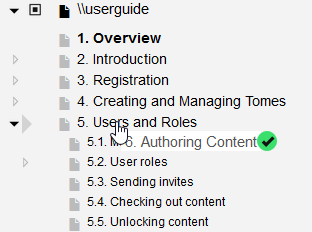 \\userguide
1. Overview
2. Introduction
3. Registration
4. Creating and Managing Tomes
5. Users and Roles
5.1. 6. Authoring Content
5.2. User roles
5.3. Sending invites
5.4. Checking out content
5.5. Unlocking content